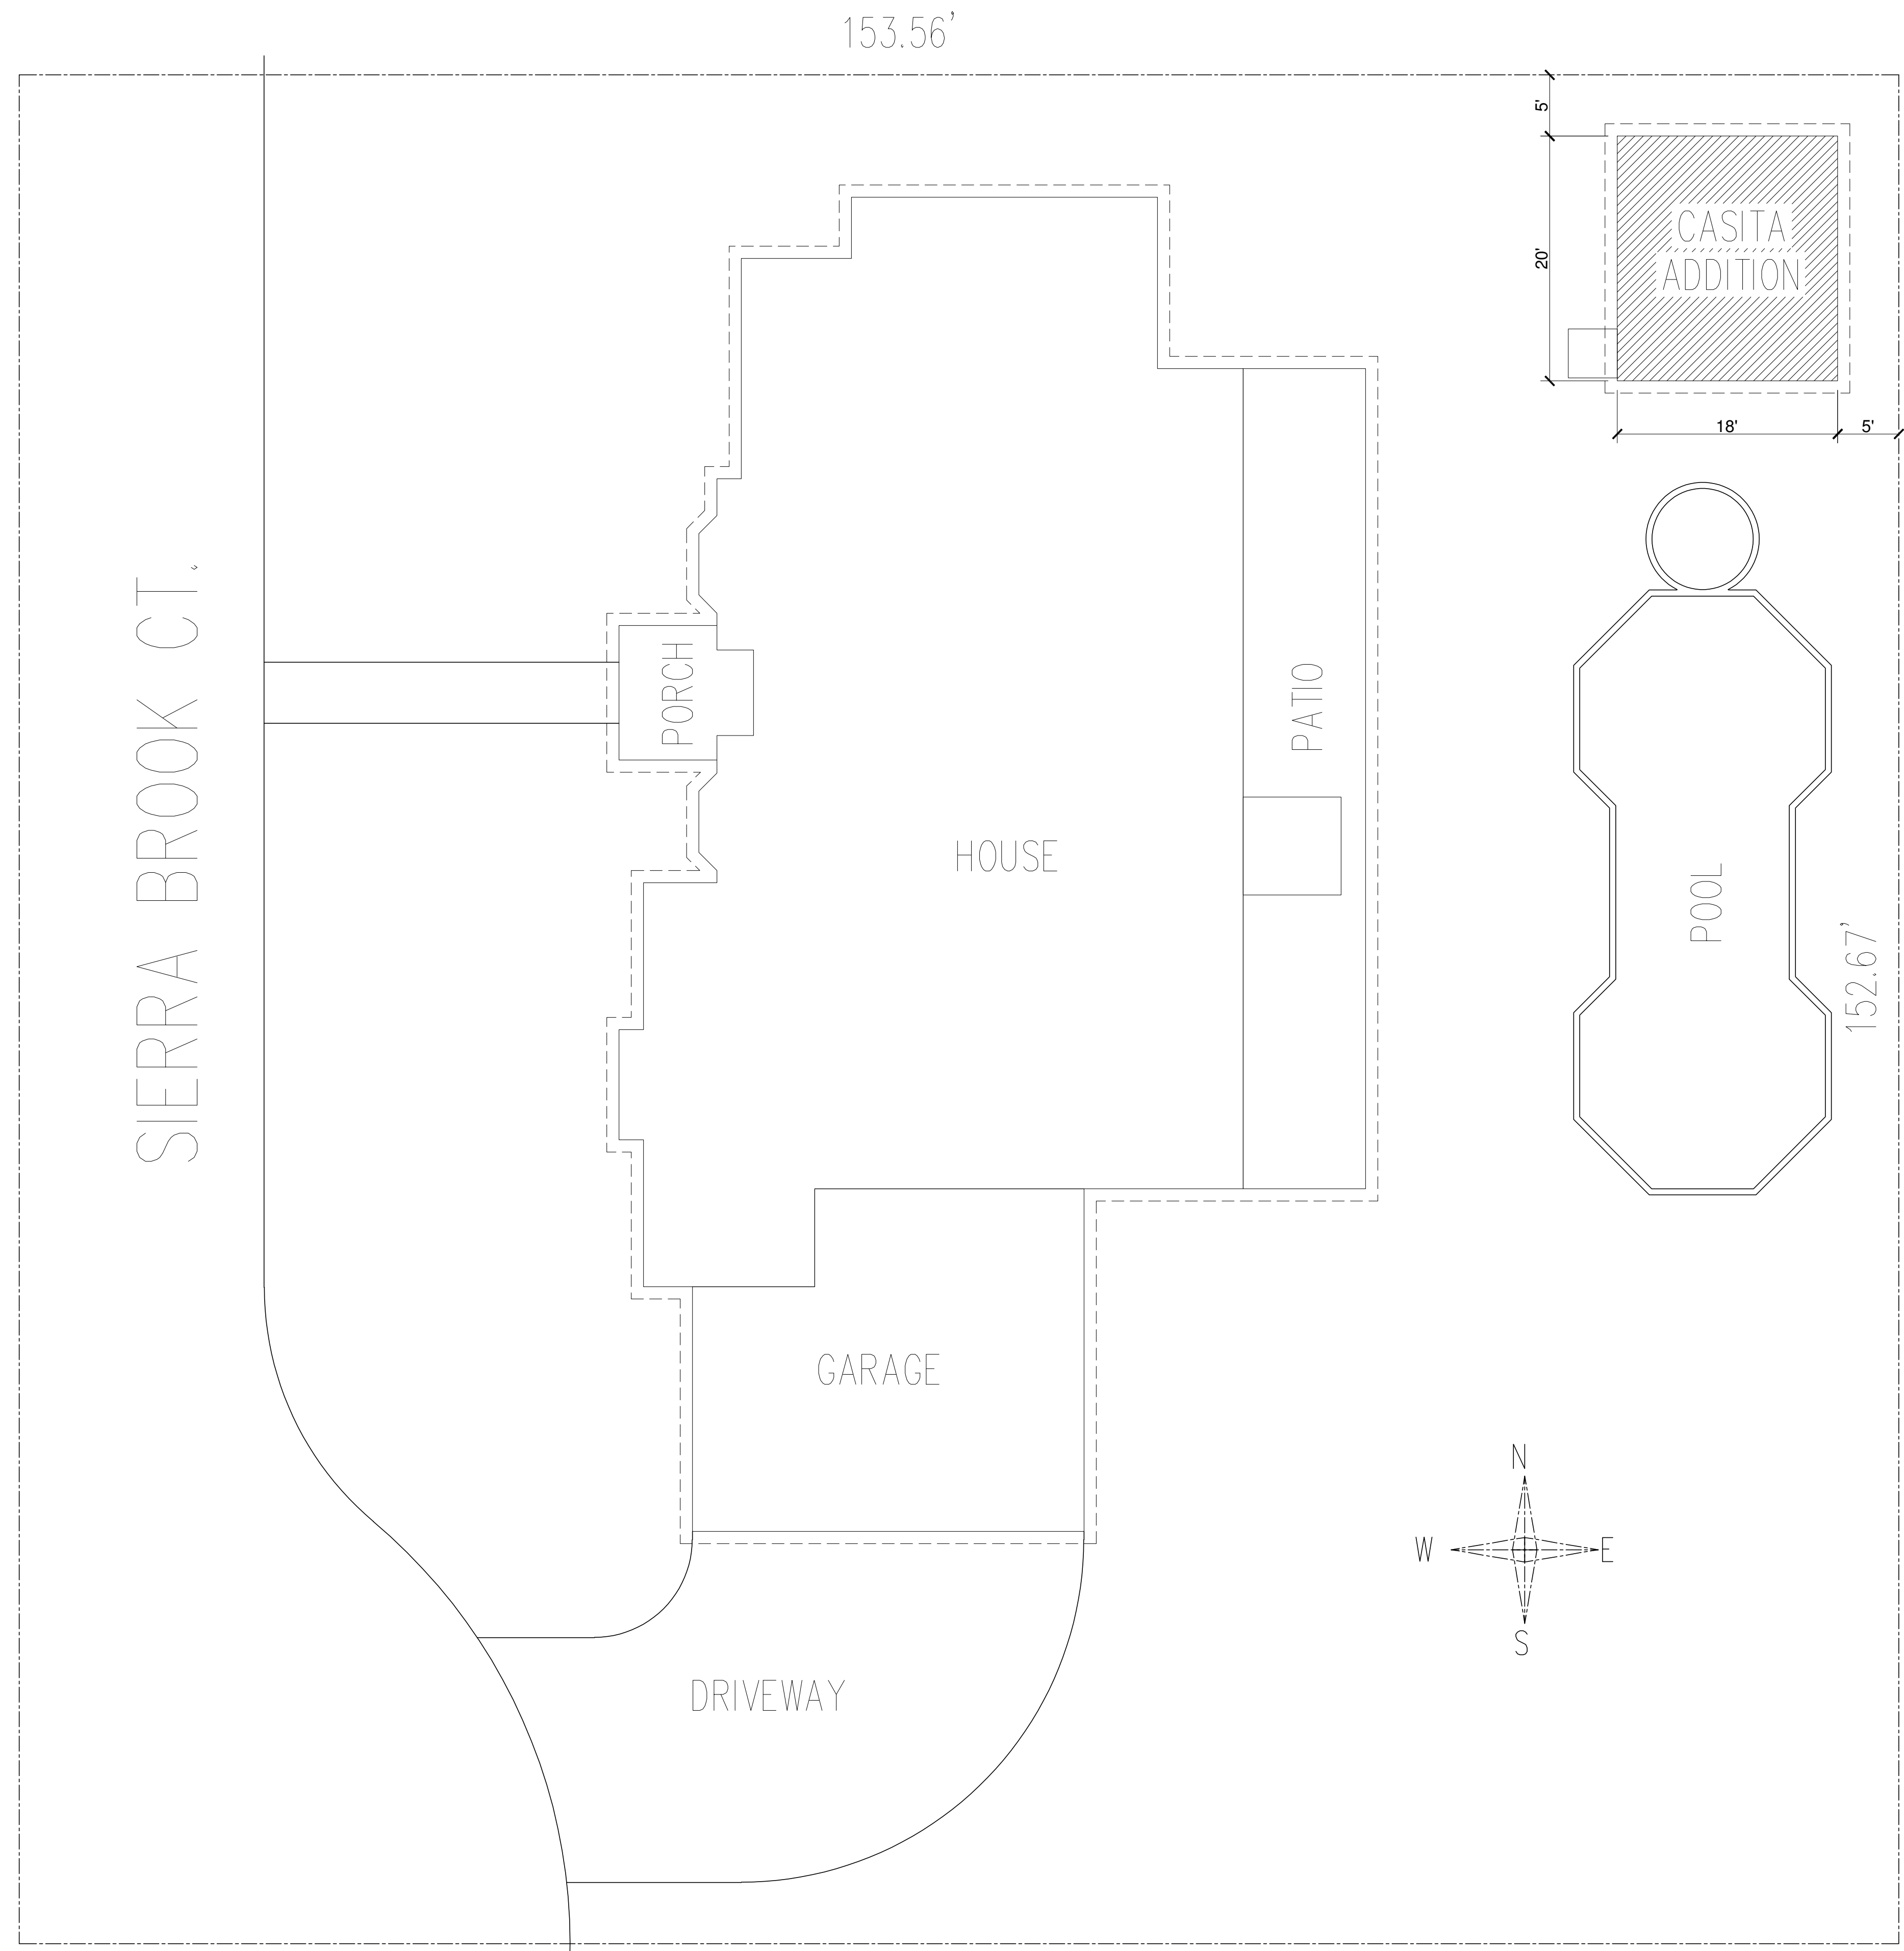 153.56'
5'
20'
CASITA
ADDITION
18'
5'
SIERRA BROOK CT.
PORCH
PATIO
HOUSE
POOL
152.67'
GARAGE
N
W
E
S
DRIVEWAY